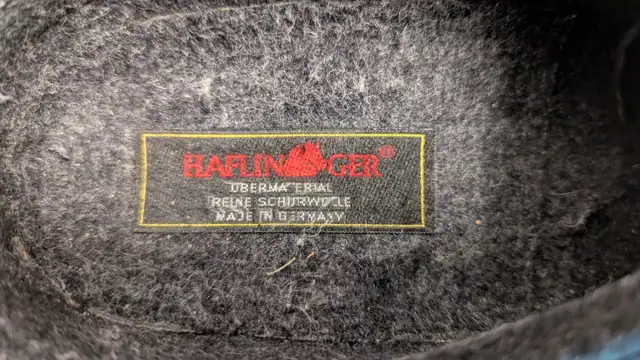 HAFLINGER®
OBERMATERIAL
REINE SCHURWOLLE
MADE IN GERMANY